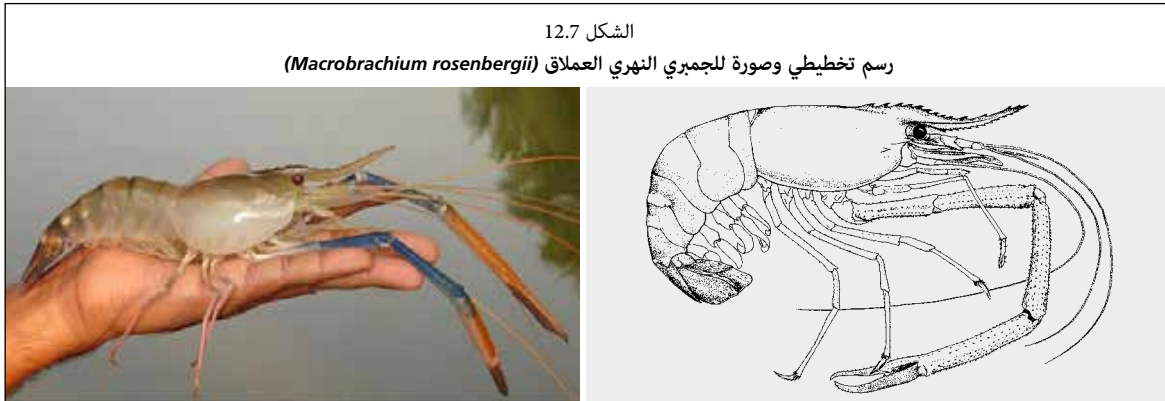 الشكل 12.7
رسم تخطيطي وصورة للجمبري النهري العملاق (Macrobrachium rosenbergii)